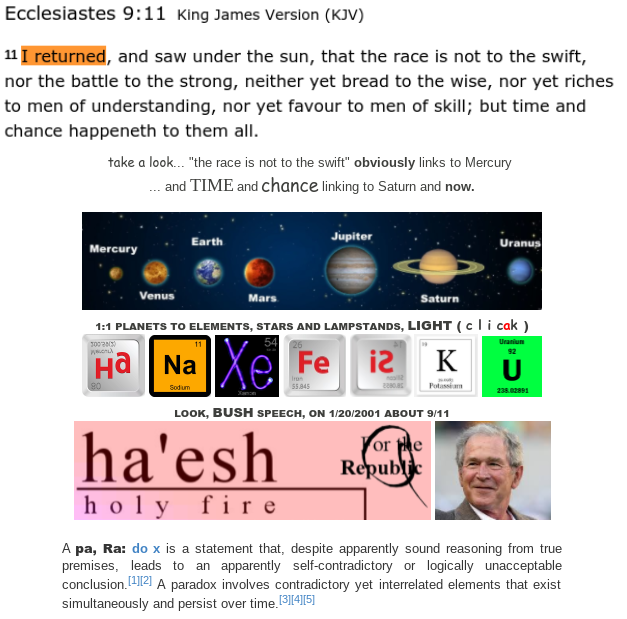 Ecclesiastes 9:11 King James Version (KJV)
11 I returned, and saw under the sun, that the race is not to the swift,
nor the battle to the strong, neither yet bread to the wise, nor yet riches
to men of understanding, nor yet favour to men of skill; but time and
chance happeneth to them all.
take a look... "the race is not to the swift" obviously links to Mercury
... and TIME and chance linking to Saturn and now.
Mercury
Venus
Earth
Mars
Jupiter
Saturn
Uranus
1:1 PLANETS TO ELEMENTS, STARS AND LAMPSTANDS, LIGHT ( c l i cak )
80
Ha
11
Na
Sodium
54
Xe
Xenon
26
Fe
Iron
55.845
is
19
K
Potassium
Uranium
92
U
238.02891
LOOK, BUSH SPEECH, ON 1/20/2001 ABOUT 9/11
ha'esh
holy fire
For the
Republic
A pa, Ra: do x is a statement that, despite apparently sound reasoning from true
premises, leads to an apparently self-contradictory or logically unacceptable
conclusion.[1][2] A paradox involves contradictory yet interrelated elements that exist
simultaneously and persist over time.[3][4][5]